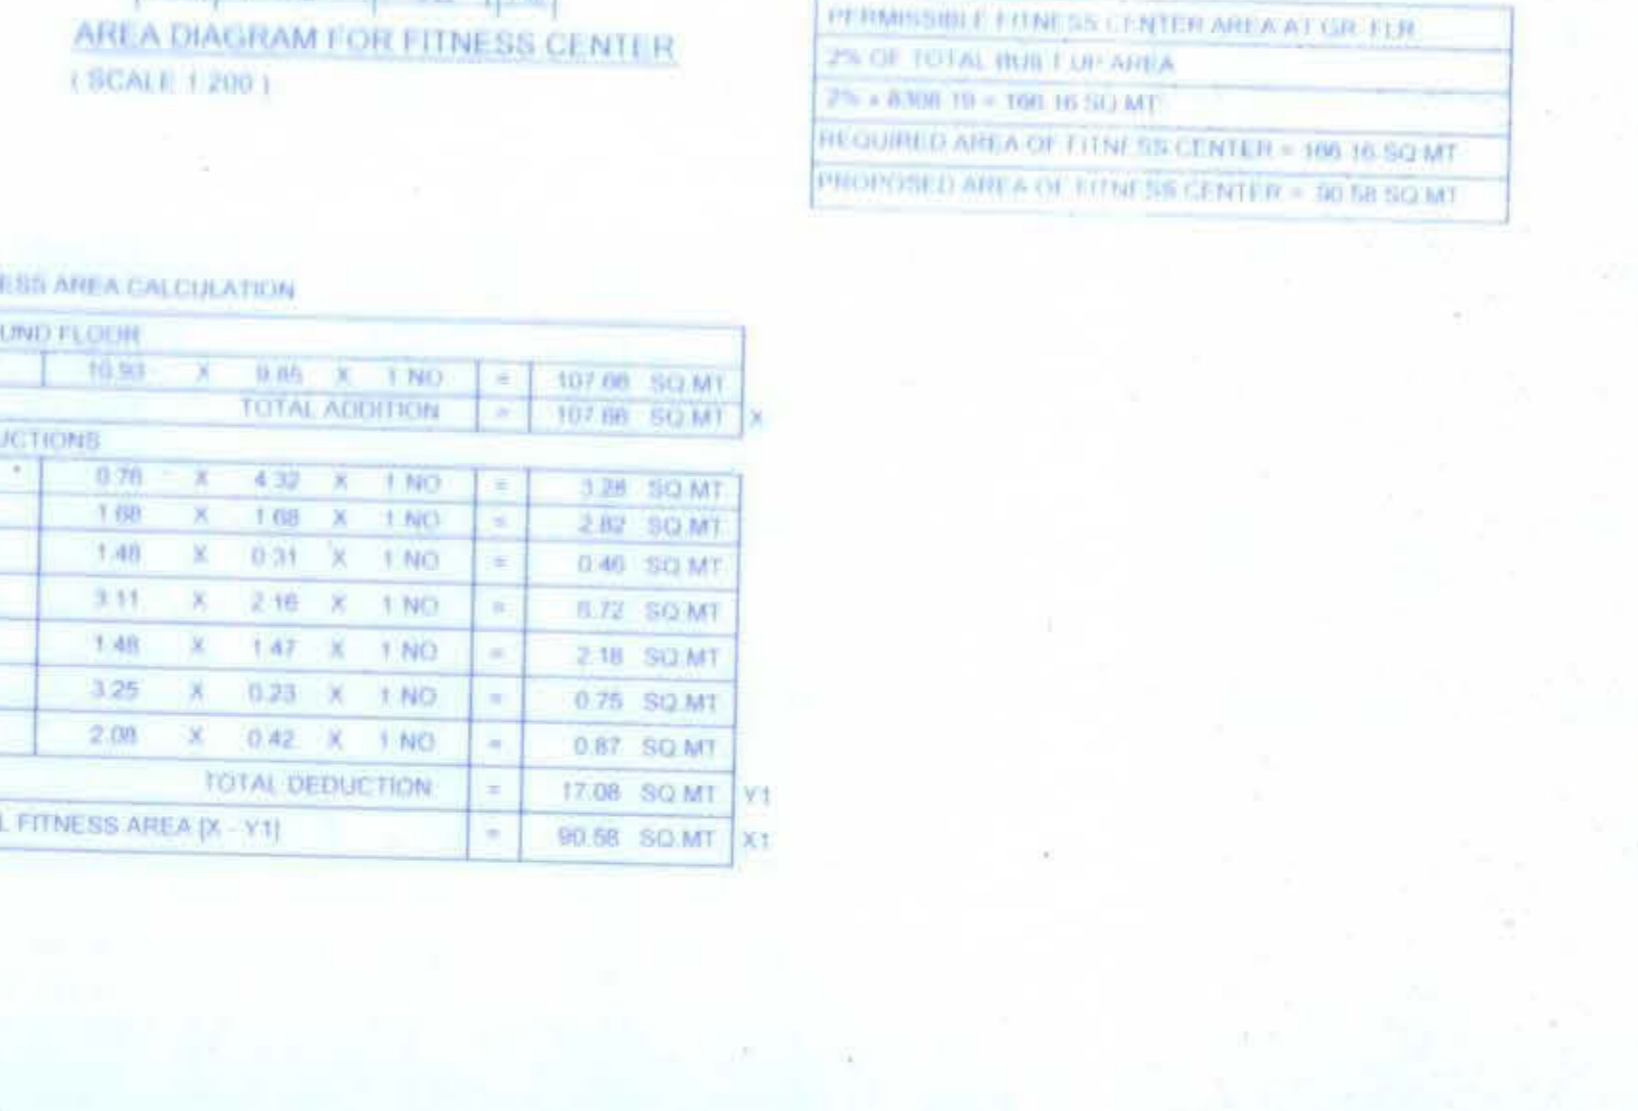 AREA DIAGRAM FOR FITNESS CENTER
( SCALE 1:200 )
PERMISSIBLE FITNESS CENTER AREA AT GR. FLR
2% OF TOTAL BUILT UP AREA
2% x 8308.19 = 166.16 SQ.MT
REQUIRED AREA OF FITNESS CENTER = 166.16 SQ.MT
PROPOSED AREA OF FITNESS CENTER = 90.58 SQ.MT
ESS AREA CALCULATION
UND FLOOR
10.93 X 9.85 X 1 NO = 107.66 SQ.MT
TOTAL ADDITION = 107.66 SQ.MT X
UCTIONS
0.76 X 4.32 X 1 NO = 3.28 SQ.MT
1.68 X 1.68 X 1 NO = 2.82 SQ.MT
1.48 X 0.31 X 1 NO = 0.46 SQ.MT
3.11 X 2.16 X 1 NO = 6.72 SQ.MT
1.48 X 1.47 X 1 NO = 2.18 SQ.MT
3.25 X 0.23 X 1 NO = 0.75 SQ.MT
2.08 X 0.42 X 1 NO = 0.87 SQ.MT
TOTAL DEDUCTION = 17.08 SQ.MT Y1
L FITNESS AREA [X - Y1] = 90.58 SQ.MT X1